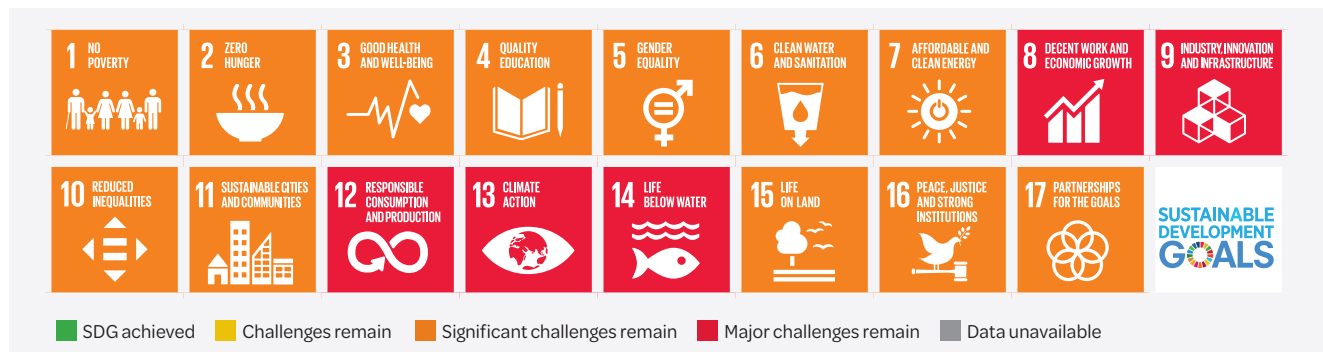 1 NO
POVERTY
2 ZERO
HUNGER
3 GOOD HEALTH
AND WELL-BEING
4 QUALITY
EDUCATION
5 GENDER
EQUALITY
6 CLEAN WATER
AND SANITATION
7 AFFORDABLE AND
CLEAN ENERGY
8 DECENT WORK AND
ECONOMIC GROWTH
9 INDUSTRY, INNOVATION
AND INFRASTRUCTURE
10 REDUCED
INEQUALITIES
11 SUSTAINABLE CITIES
AND COMMUNITIES
12 RESPONSIBLE
CONSUMPTION
AND PRODUCTION
13 CLIMATE
ACTION
14 LIFE
BELOW WATER
15 LIFE
ON LAND
16 PEACE, JUSTICE
AND STRONG
INSTITUTIONS
17 PARTNERSHIPS
FOR THE GOALS
SUSTAINABLE
DEVELOPMENT
GOALS
SDG achieved
Challenges remain
Significant challenges remain
Major challenges remain
Data unavailable